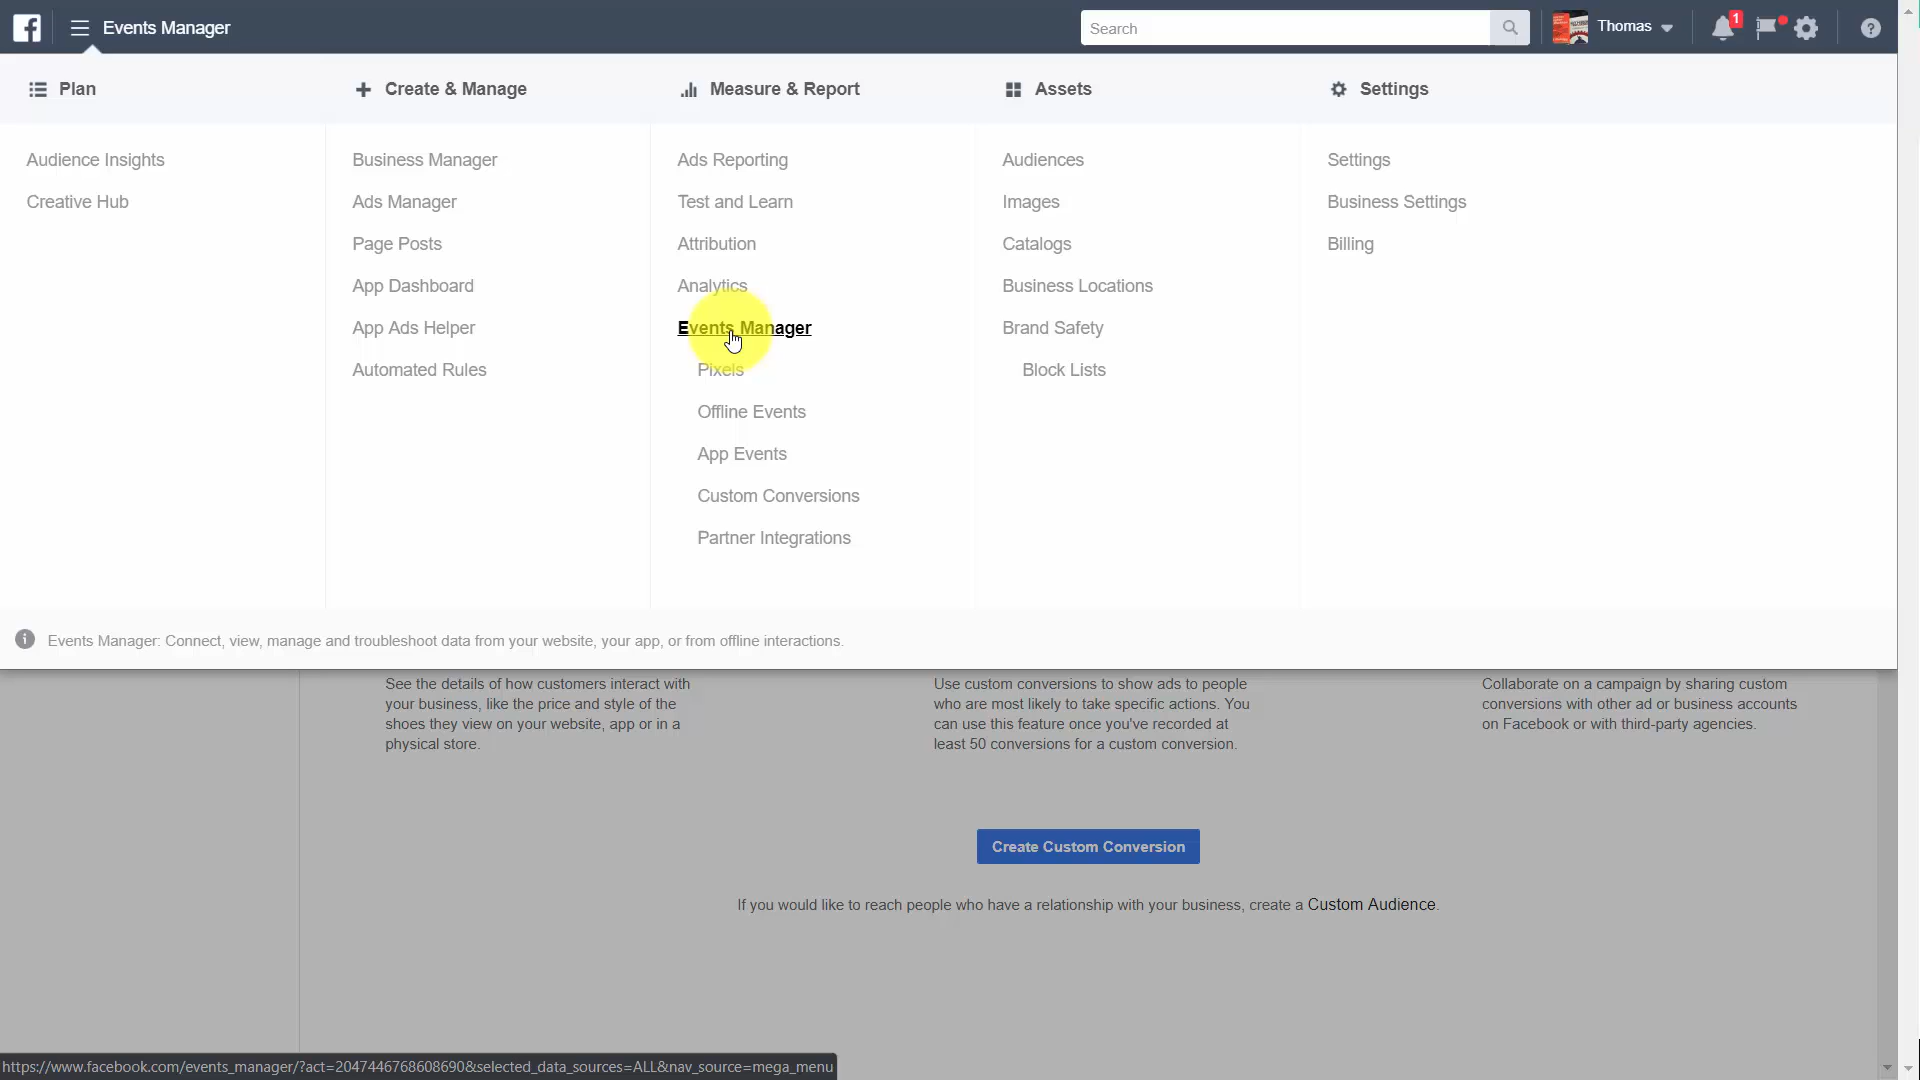 Events Manager
Search
Thomas
1
Plan
Create & Manage
Measure & Report
Assets
Settings
Audience Insights
Creative Hub
Business Manager
Ads Manager
Page Posts
App Dashboard
App Ads Helper
Automated Rules
Ads Reporting
Test and Learn
Attribution
Analytics
Events Manager
Pixels
Offline Events
App Events
Custom Conversions
Partner Integrations
Audiences
Images
Catalogs
Business Locations
Brand Safety
Block Lists
Settings
Business Settings
Billing
Events Manager: Connect, view, manage and troubleshoot data from your website, your app, or from offline interactions.
See the details of how customers interact with
your business, like the price and style of the
shoes they view on your website, app or in a
physical store.
Use custom conversions to show ads to people
who are most likely to take specific actions. You
can use this feature once you've recorded at
least 50 conversions for a custom conversion.
Collaborate on a campaign by sharing custom
conversions with other ad or business accounts
on Facebook or with third-party agencies.
Create Custom Conversion
If you would like to reach people who have a relationship with your business, create a Custom Audience.
https://www.facebook.com/events_manager/?act=2047446768608690&selected_data_sources=ALL&nav_source=mega_menu